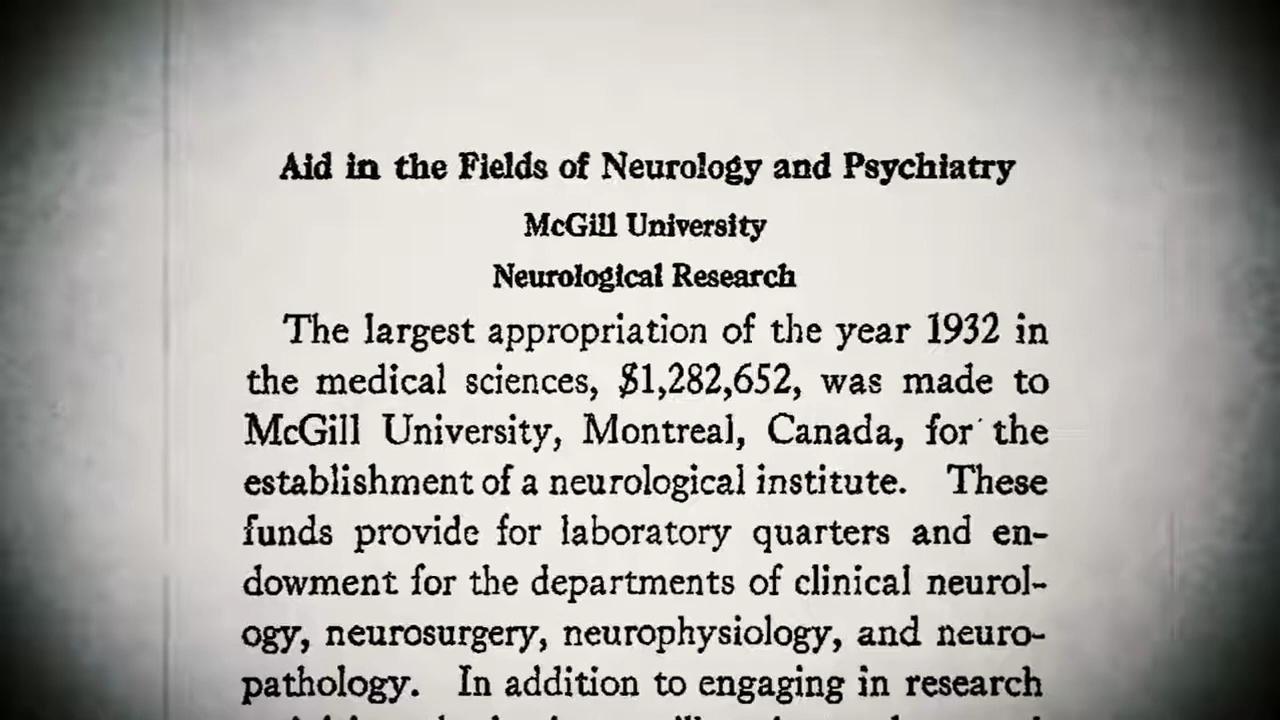 Aid in the Fields of Neurology and Psychiatry
McGill University
Neurological Research
The largest appropriation of the year 1932 in
the medical sciences, $1,282,652, was made to
McGill University, Montreal, Canada, for the
establishment of a neurological institute. These
funds provide for laboratory quarters and en-
dowment for the departments of clinical neurol-
ogy, neurosurgery, neurophysiology, and neuro-
pathology. In addition to engaging in research